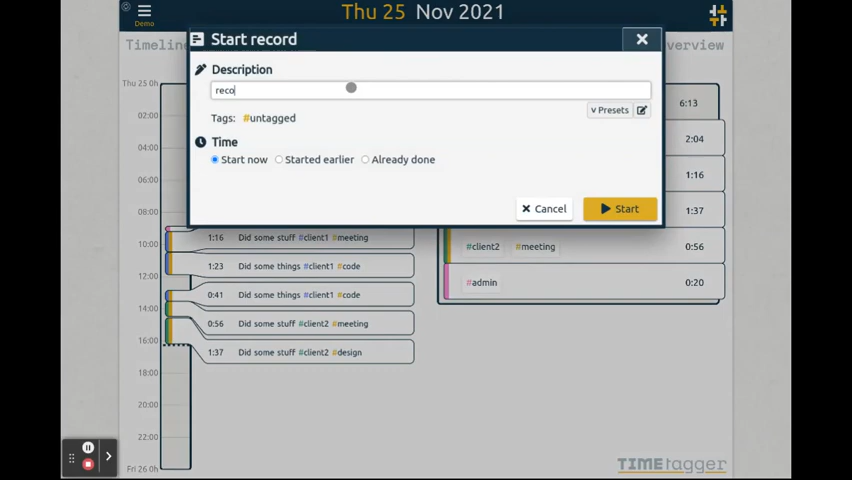 Demo
Thu 25 Nov 2021
Timeline
Overview
Start record
Description
reco
v Presets
Tags: #untagged
Time
Start now
Started earlier
Already done
Cancel
Start
Thu 25 0h
02:00
04:00
06:00
08:00
10:00
12:00
14:00
16:00
18:00
20:00
22:00
Fri 26 0h
1:16 Did some stuff #client1 #meeting
1:23 Did some things #client1 #code
0:41 Did some things #client1 #code
0:56 Did some stuff #client2 #meeting
1:37 Did some stuff #client2 #design
6:13
2:04
1:16
1:37
#client2 #meeting 0:56
#admin 0:20
TIMEtagger